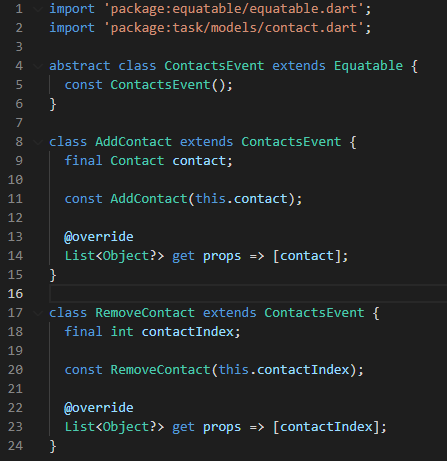 1 import 'package:equatable/equatable.dart';
2 import 'package:task/models/contact.dart';
3
4 abstract class ContactsEvent extends Equatable {
5   const ContactsEvent();
6 }
7
8 class AddContact extends ContactsEvent {
9   final Contact contact;
10
11   const AddContact(this.contact);
12
13   @override
14   List<Object?> get props => [contact];
15 }
16
17 class RemoveContact extends ContactsEvent {
18   final int contactIndex;
19
20   const RemoveContact(this.contactIndex);
21
22   @override
23   List<Object?> get props => [contactIndex];
24 }